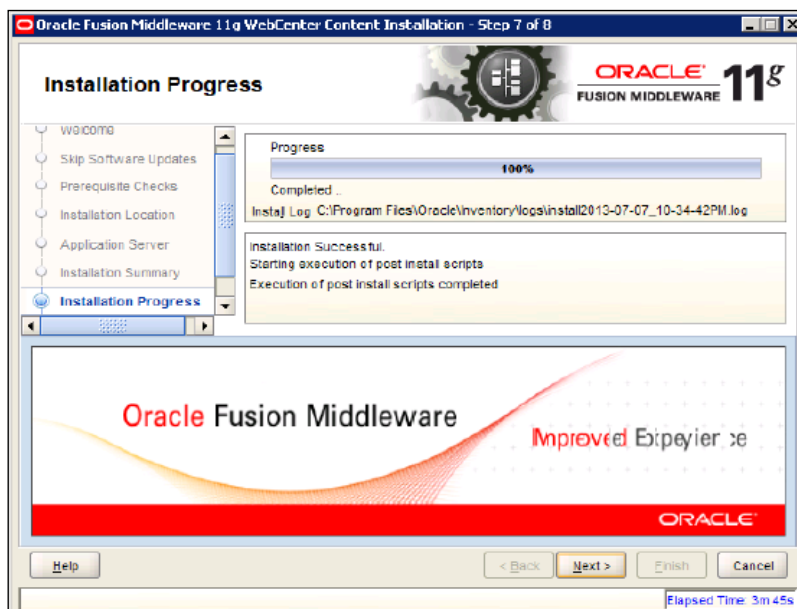 Oracle Fusion Middleware 11g WebCenter Content Installation - Step 7 of 8
Installation Progress
ORACLE
FUSION MIDDLEWARE 11g
Welcome
Skip Software Updates
Prerequisite Checks
Installation Location
Application Server
Installation Summary
Installation Progress
Progress
100%
Completed ..
Install Log C:\Program Files\Oracle\Inventory\logs\install2013-07-07_10-34-42PM.log
Installation Successful.
Starting execution of post install scripts
Execution of post install scripts completed
Oracle Fusion Middleware
Improved
ORACLE
Help
< Back
Next >
Finish
Cancel
Elapsed Time: 3m 45s